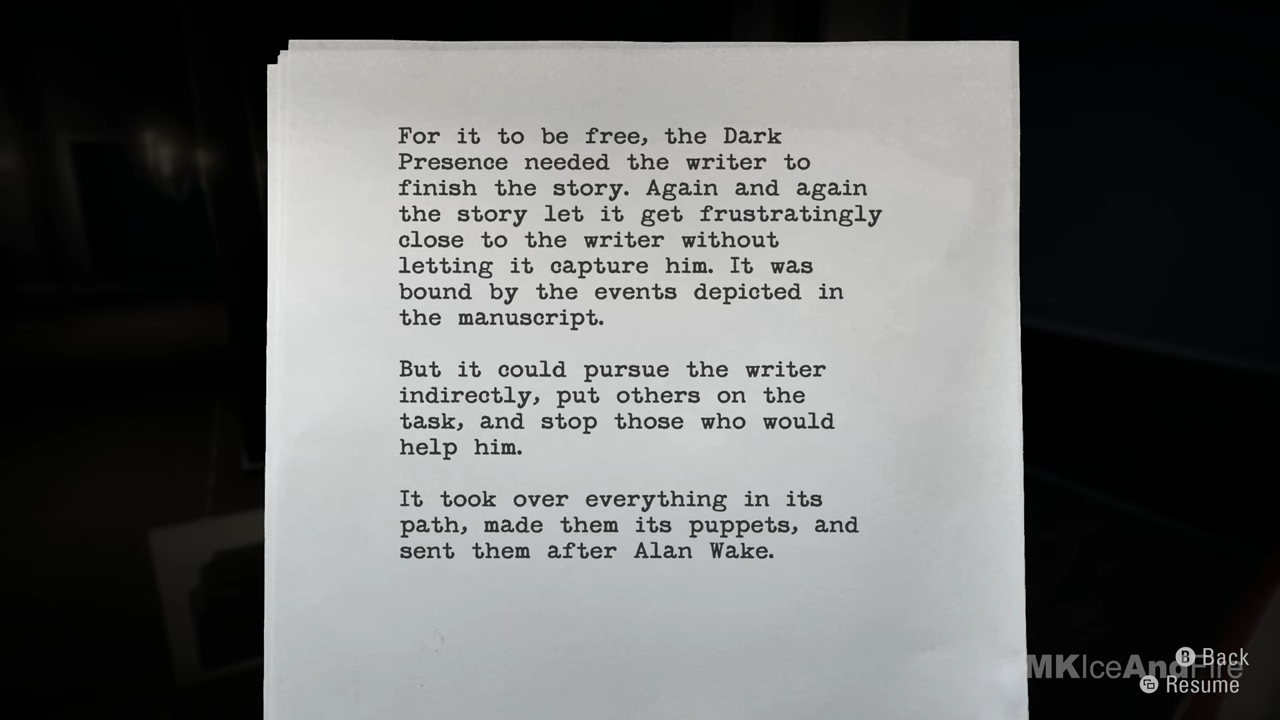 For it to be free, the Dark
Presence needed the writer to
finish the story. Again and again
the story let it get frustratingly
close to the writer without
letting it capture him. It was
bound by the events depicted in
the manuscript.
But it could pursue the writer
indirectly, put others on the
task, and stop those who would
help him.
It took over everything in its
path, made them its puppets, and
sent them after Alan Wake.
MKIceAndFire
B Back
Resume